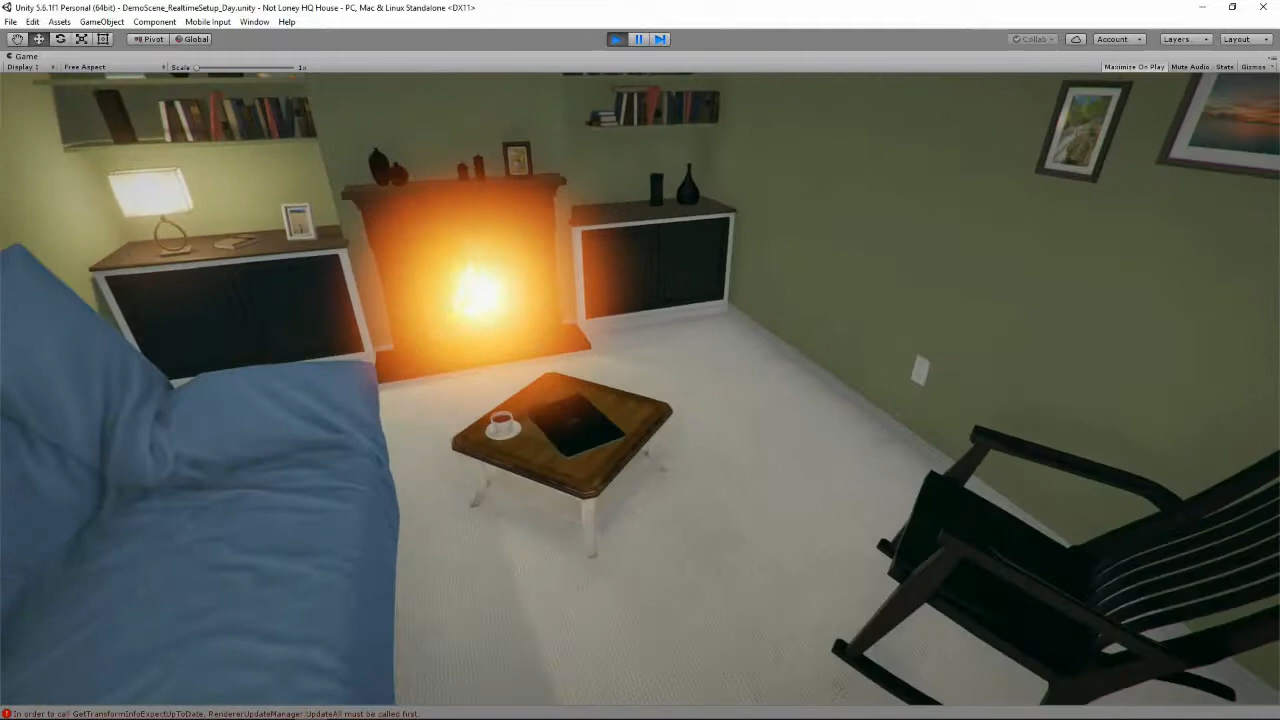 Unity 5.6.1f1 Personal (64bit) - DemoScene_RealtimeSetup_Day.unity - Not Loney HQ House - PC, Mac & Linux Standalone <DX11>
File Edit Assets GameObject Component Mobile Input Window Help
Pivot Global Collab Account Layers Layout
Game
Display 1 Free Aspect Scale 1x Maximize On Play Mute Audio Stats Gizmos
In order to call GetTransformInfoExpectUpToDate, RendererUpdateManager.UpdateAll must be called first.